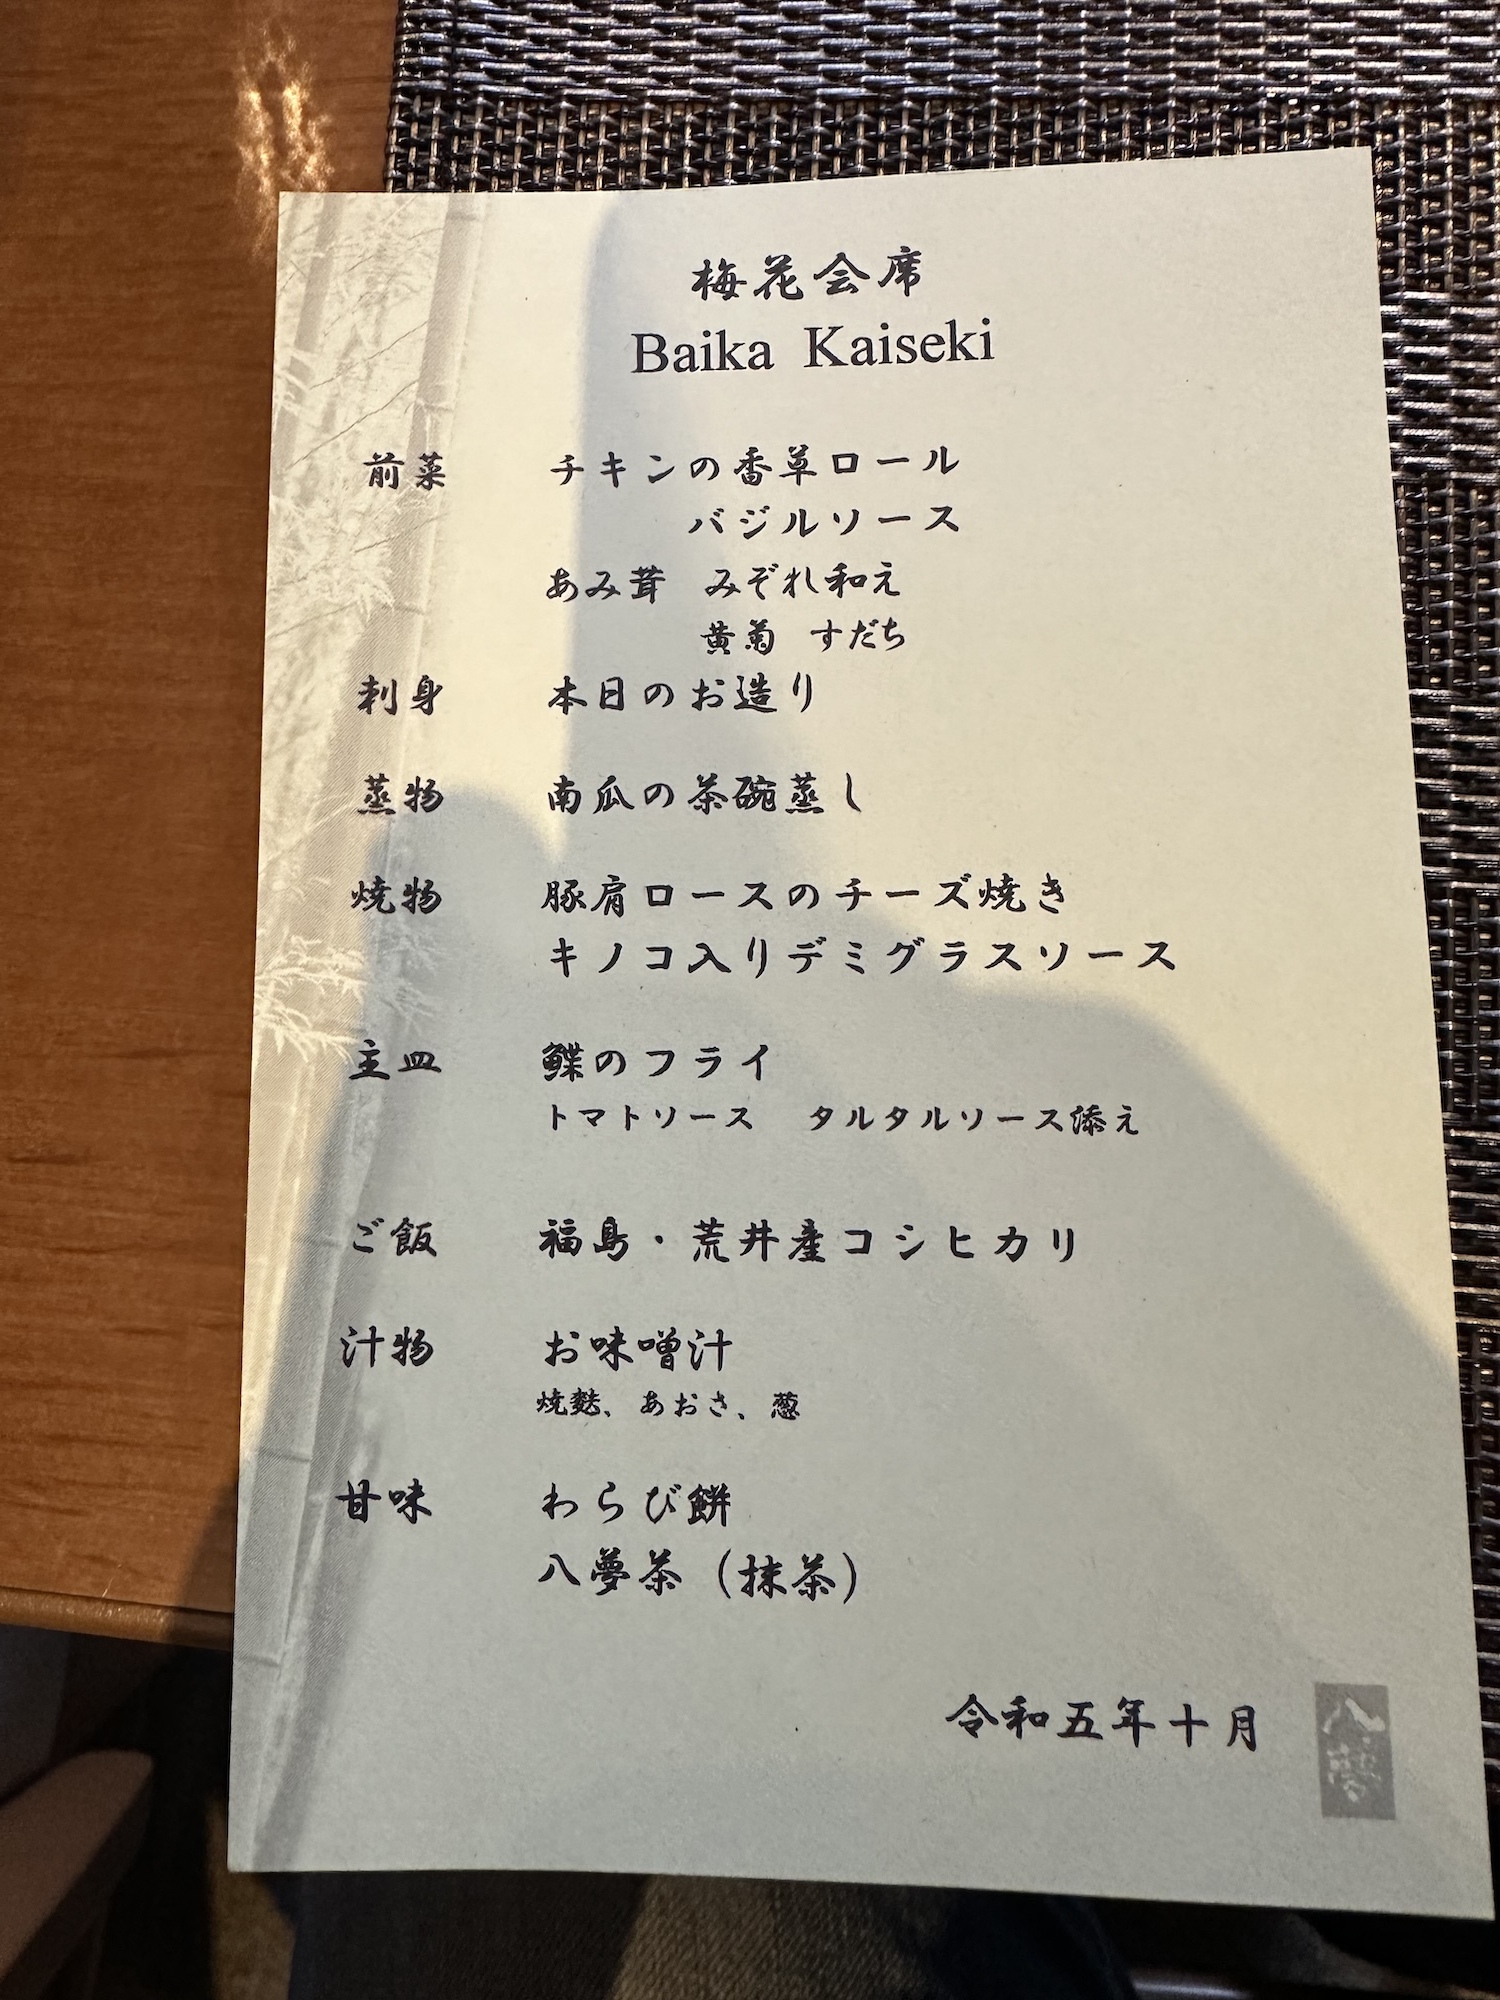 梅花会席
Baika Kaiseki
前菜 チキンの香草ロール
バジルソース
あみ茸 みぞれ和え
黄菊 すだち
刺身 本日のお造り
蒸物 南瓜の茶碗蒸し
焼物 豚肩ロースのチーズ焼き
キノコ入りデミグラスソース
主皿 鰈のフライ
トマトソース タルタルソース添え
ご飯 福島・荒井産コシヒカリ
汁物 お味噌汁
焼麩、あおさ、葱
甘味 わらび餅
八夢茶（抹茶）
令和五年十月
八夢